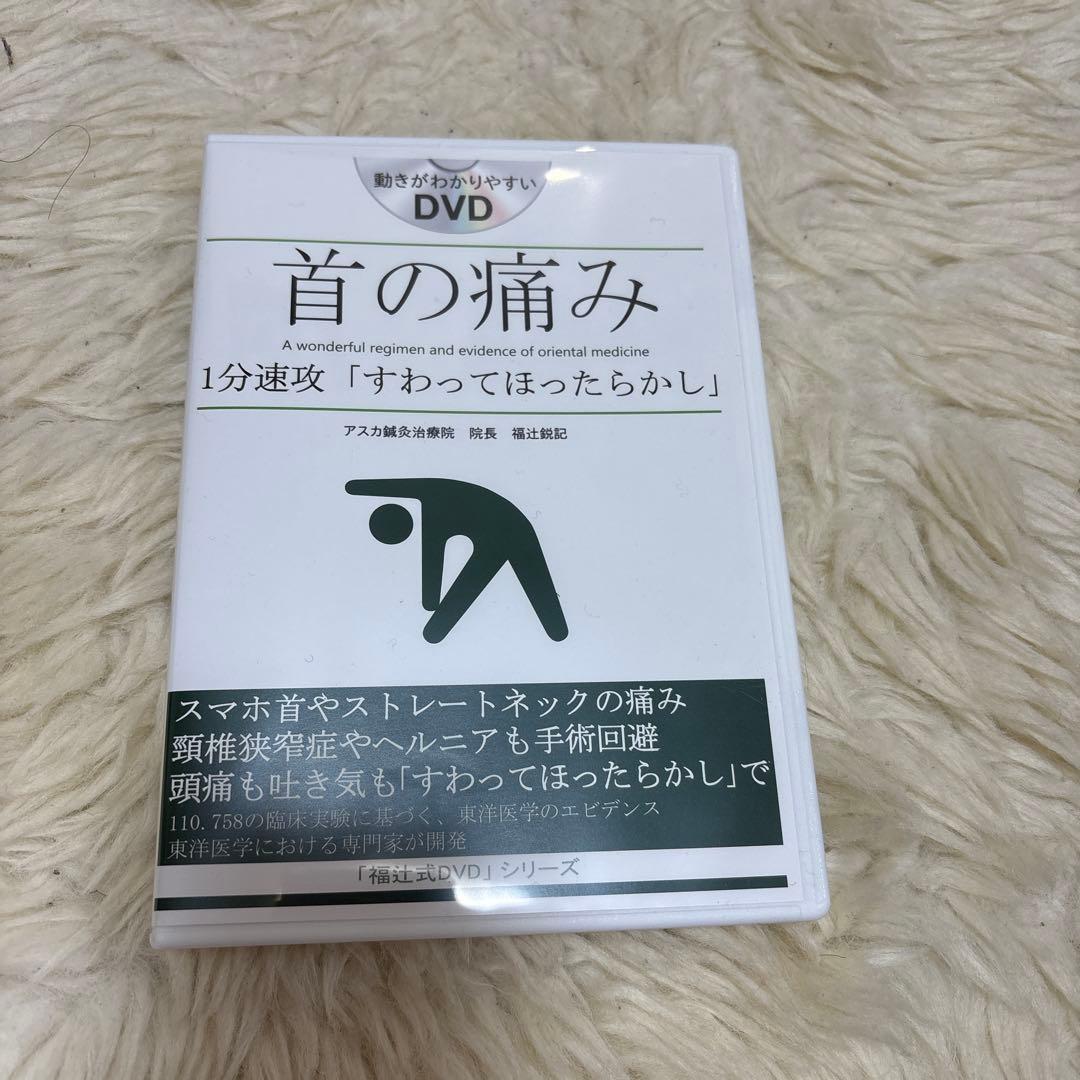 動きがわかりやすい
DVD
首の痛み
A wonderful regimen and evidence of oriental medicine
1分速攻「すわってほったらかし」
アスカ鍼灸治療院 院長 福辻鋭記
スマホ首やストレートネックの痛み
頸椎狭窄症やヘルニアも手術回避
頭痛も吐き気も「すわってほったらかし」で
110.758の臨床実験に基づく、東洋医学のエビデンス
東洋医学における専門家が開発
「福辻式DVD」シリーズ